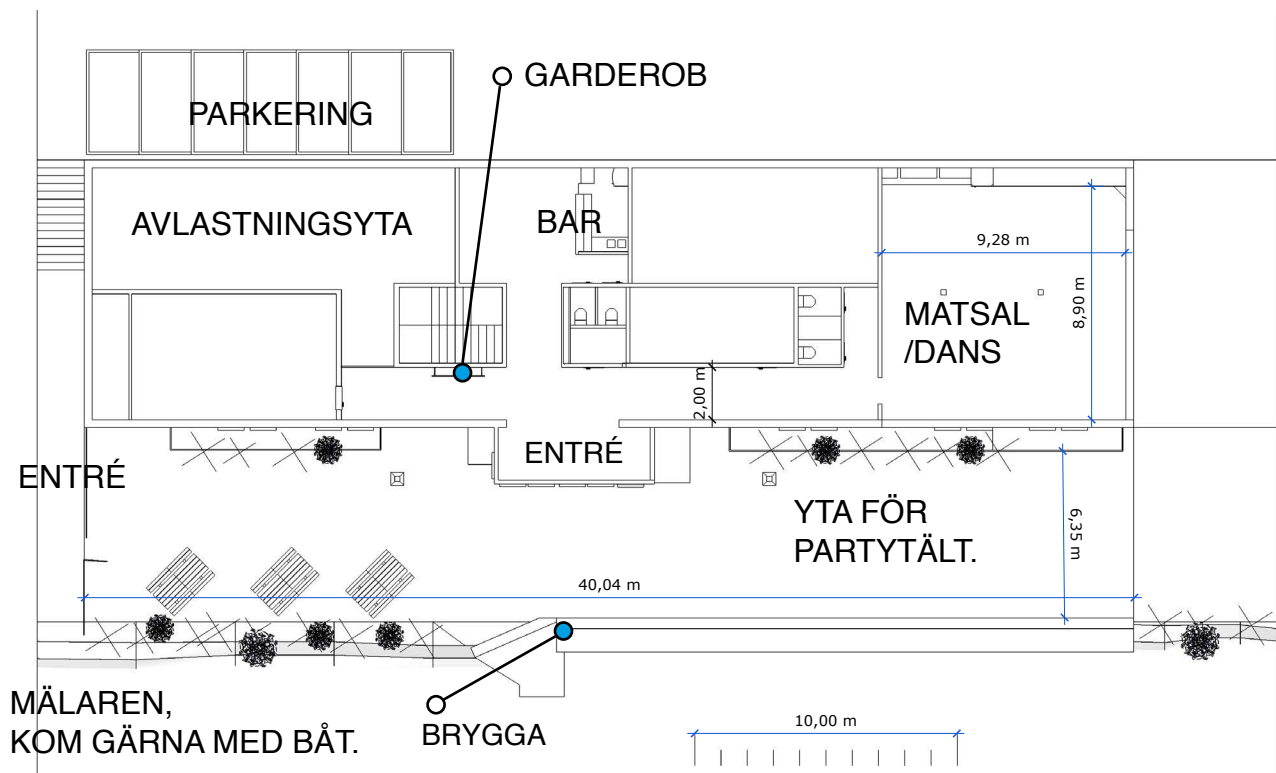 GARDEROB
PARKERING
AVLASTNINGSYTA
BAR
9,28 m
8,90 m
MATSAL
/DANS
2,00 m
ENTRÉ
ENTRÉ
YTA FÖR
PARTYTÄLT.
6,35 m
40,04 m
MÄLAREN,
KOM GÄRNA MED BÅT.
BRYGGA
10,00 m